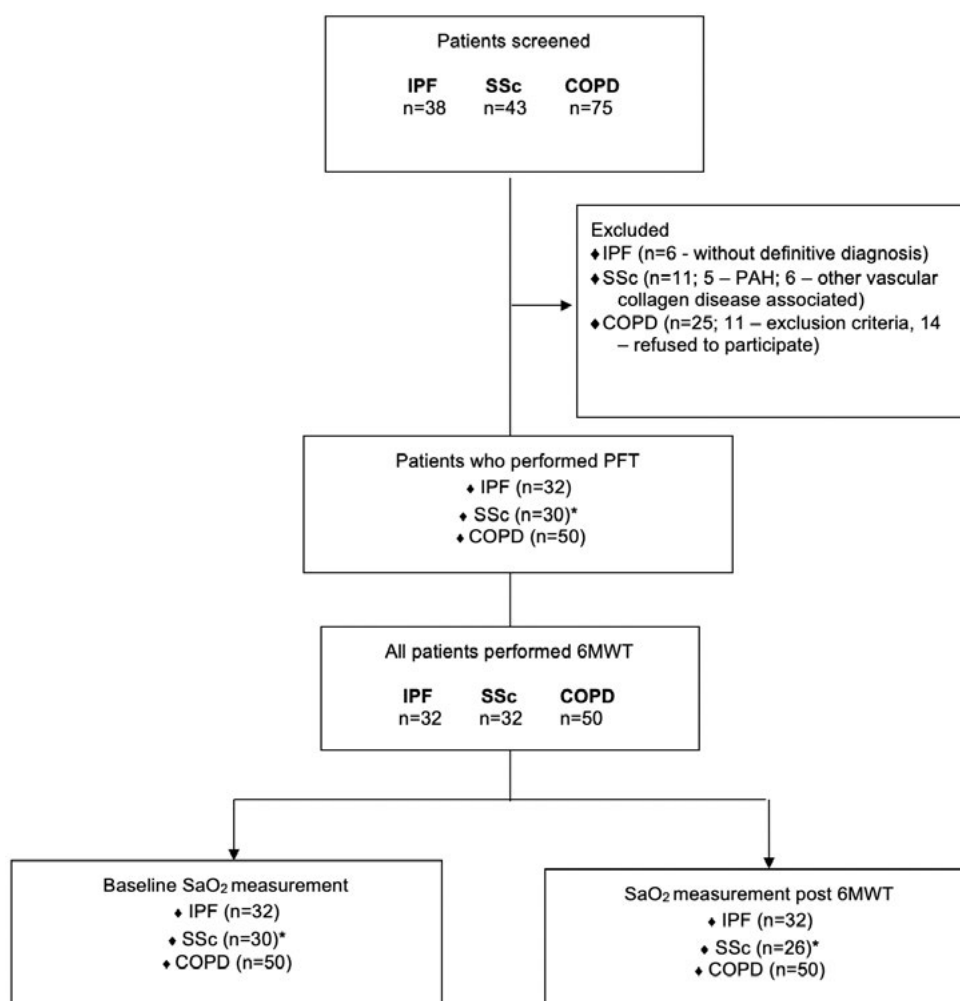 Patients screened
IPF SSc COPD
n=38 n=43 n=75
Excluded
♦IPF (n=6 - without definitive diagnosis)
♦SSc (n=11; 5 – PAH; 6 – other vascular
collagen disease associated)
♦COPD (n=25; 11 – exclusion criteria, 14
– refused to participate)
Patients who performed PFT
♦ IPF (n=32)
♦ SSc (n=30)*
♦ COPD (n=50)
All patients performed 6MWT
IPF SSc COPD
n=32 n=32 n=50
Baseline SaO₂ measurement
♦ IPF (n=32)
♦ SSc (n=30)*
♦ COPD (n=50)
SaO₂ measurement post 6MWT
♦ IPF (n=32)
♦ SSc (n=26)*
♦ COPD (n=50)